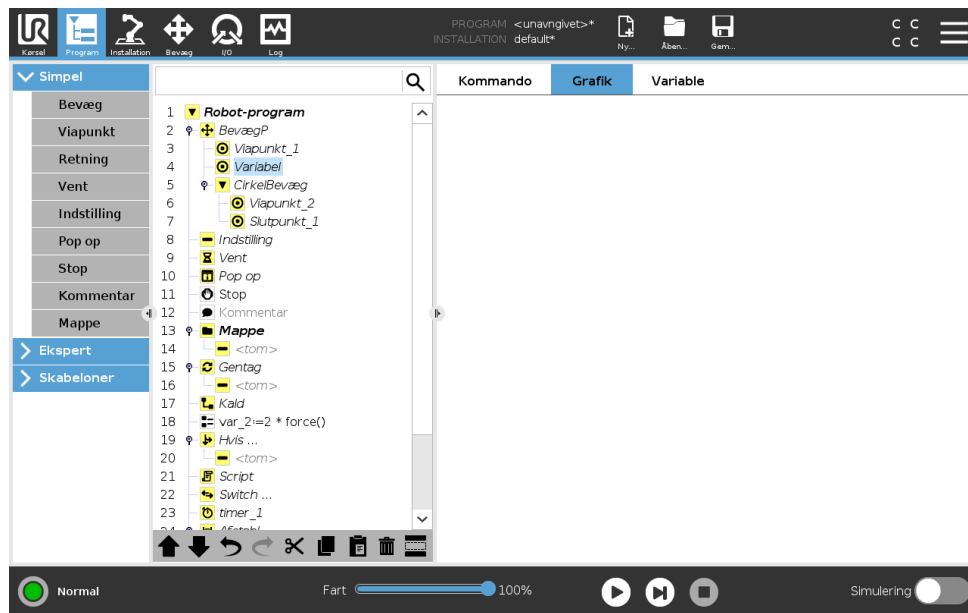 PROGRAM <unavngivet>*
INSTALLATION default*
Kørsel Program Installation Bevæg I/O Log Ny... Åben... Gem...
C C
C C
Simpel
Bevæg
Viapunkt
Retning
Vent
Indstilling
Pop op
Stop
Kommentar
Mappe
Ekspert
Skabeloner
1 Robot-program
2 BevægP
3 Viapunkt_1
4 Variabel
5 CirkelBevæg
6 Viapunkt_2
7 Slutpunkt_1
8 Indstilling
9 Vent
10 Pop op
11 Stop
12 Kommentar
13 Mappe
14 <tom>
15 Gentag
16 <tom>
17 Kald
18 var_2:=2 * force()
19 Hvis ...
20 <tom>
21 Script
22 Switch ...
23 timer_1
Kommando Grafik Variable
Normal
Fart 100%
Simulering